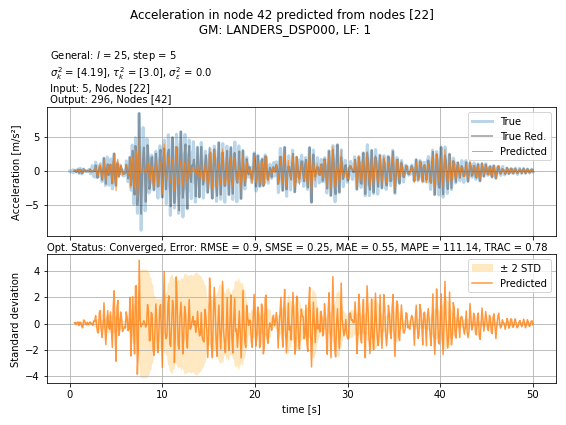 Acceleration in node 42 predicted from nodes [22]
GM: LANDERS_DSP000, LF: 1
General: l = 25, step = 5
σ²ₖ = [4.19], τ²ₖ = [3.0], σ²ε = 0.0
Input: 5, Nodes [22]
Output: 296, Nodes [42]
Acceleration [m/s²]
5
0
−5
True
True Red.
Predicted
Opt. Status: Converged, Error: RMSE = 0.9, SMSE = 0.25, MAE = 0.55, MAPE = 111.14, TRAC = 0.78
Standard deviation
4
2
0
−2
−4
± 2 STD
Predicted
0 10 20 30 40 50
time [s]